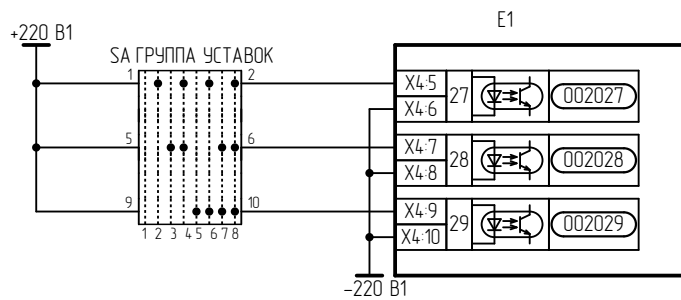 E1
+220 В1
SA ГРУППА УСТАВОК
1 2 X4:5 27 002027
X4:6
5 6 X4:7 28 002028
X4:8
9 10 X4:9 29 002029
X4:10
1 2 3 4 5 6 7 8
-220 В1